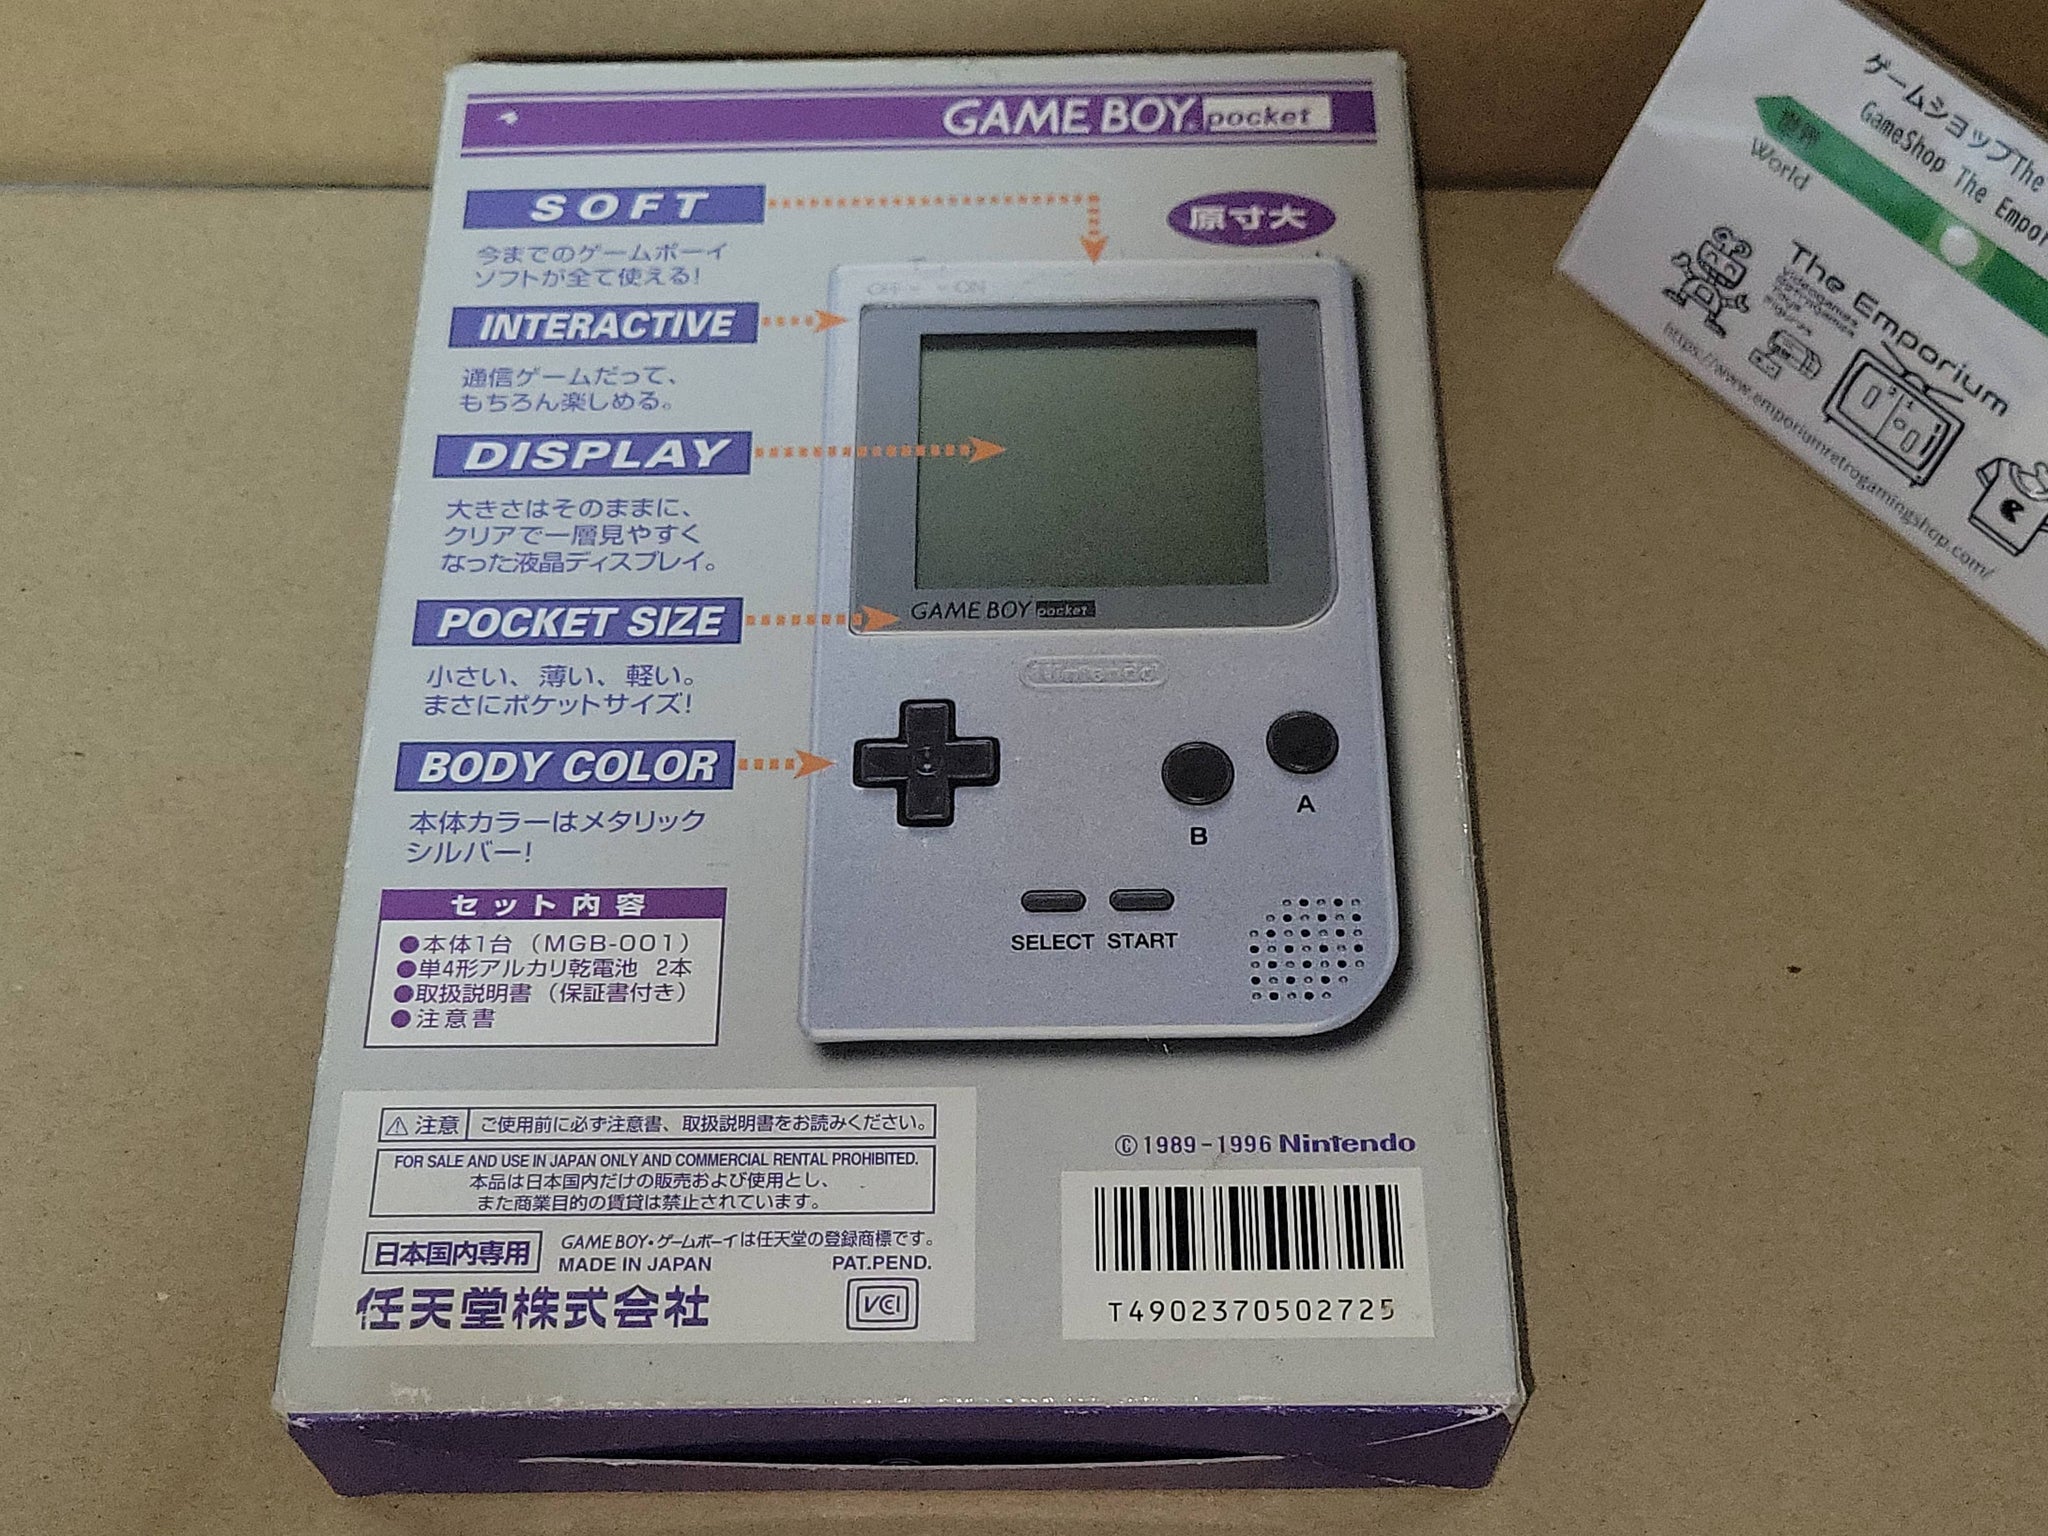 GAME BOY pocket
SOFT
今までのゲームボーイ
ソフトが全て使える!
原寸大
INTERACTIVE
通信ゲームだって、
もちろん楽しめる。
DISPLAY
大きさはそのままに、
クリアで一層見やすく
なった液晶ディスプレイ。
POCKET SIZE
小さい、薄い、軽い。
まさにポケットサイズ!
BODY COLOR
本体カラーはメタリック
シルバー!
OFF ON
GAME BOY pocket
Nintendo
B
A
SELECT START
セット内容
●本体1台 (MGB-001)
●単4形アルカリ乾電池 2本
●取扱説明書 (保証書付き)
●注意書
⚠注意 ご使用前に必ず注意書、取扱説明書をお読みください。
FOR SALE AND USE IN JAPAN ONLY AND COMMERCIAL RENTAL PROHIBITED.
本品は日本国内だけの販売および使用とし、
また商業目的の賃貸は禁止されています。
日本国内専用
GAME BOY・ゲームボーイは任天堂の登録商標です。
MADE IN JAPAN PAT.PEND.
任天堂株式会社
VCCI
©1989-1996 Nintendo
T4902370502725
ゲームショップThe
GameShop The Empor
世界
World
The Emporium
Videogames
Toys
https://www.emporiumretrogamingshop.com/